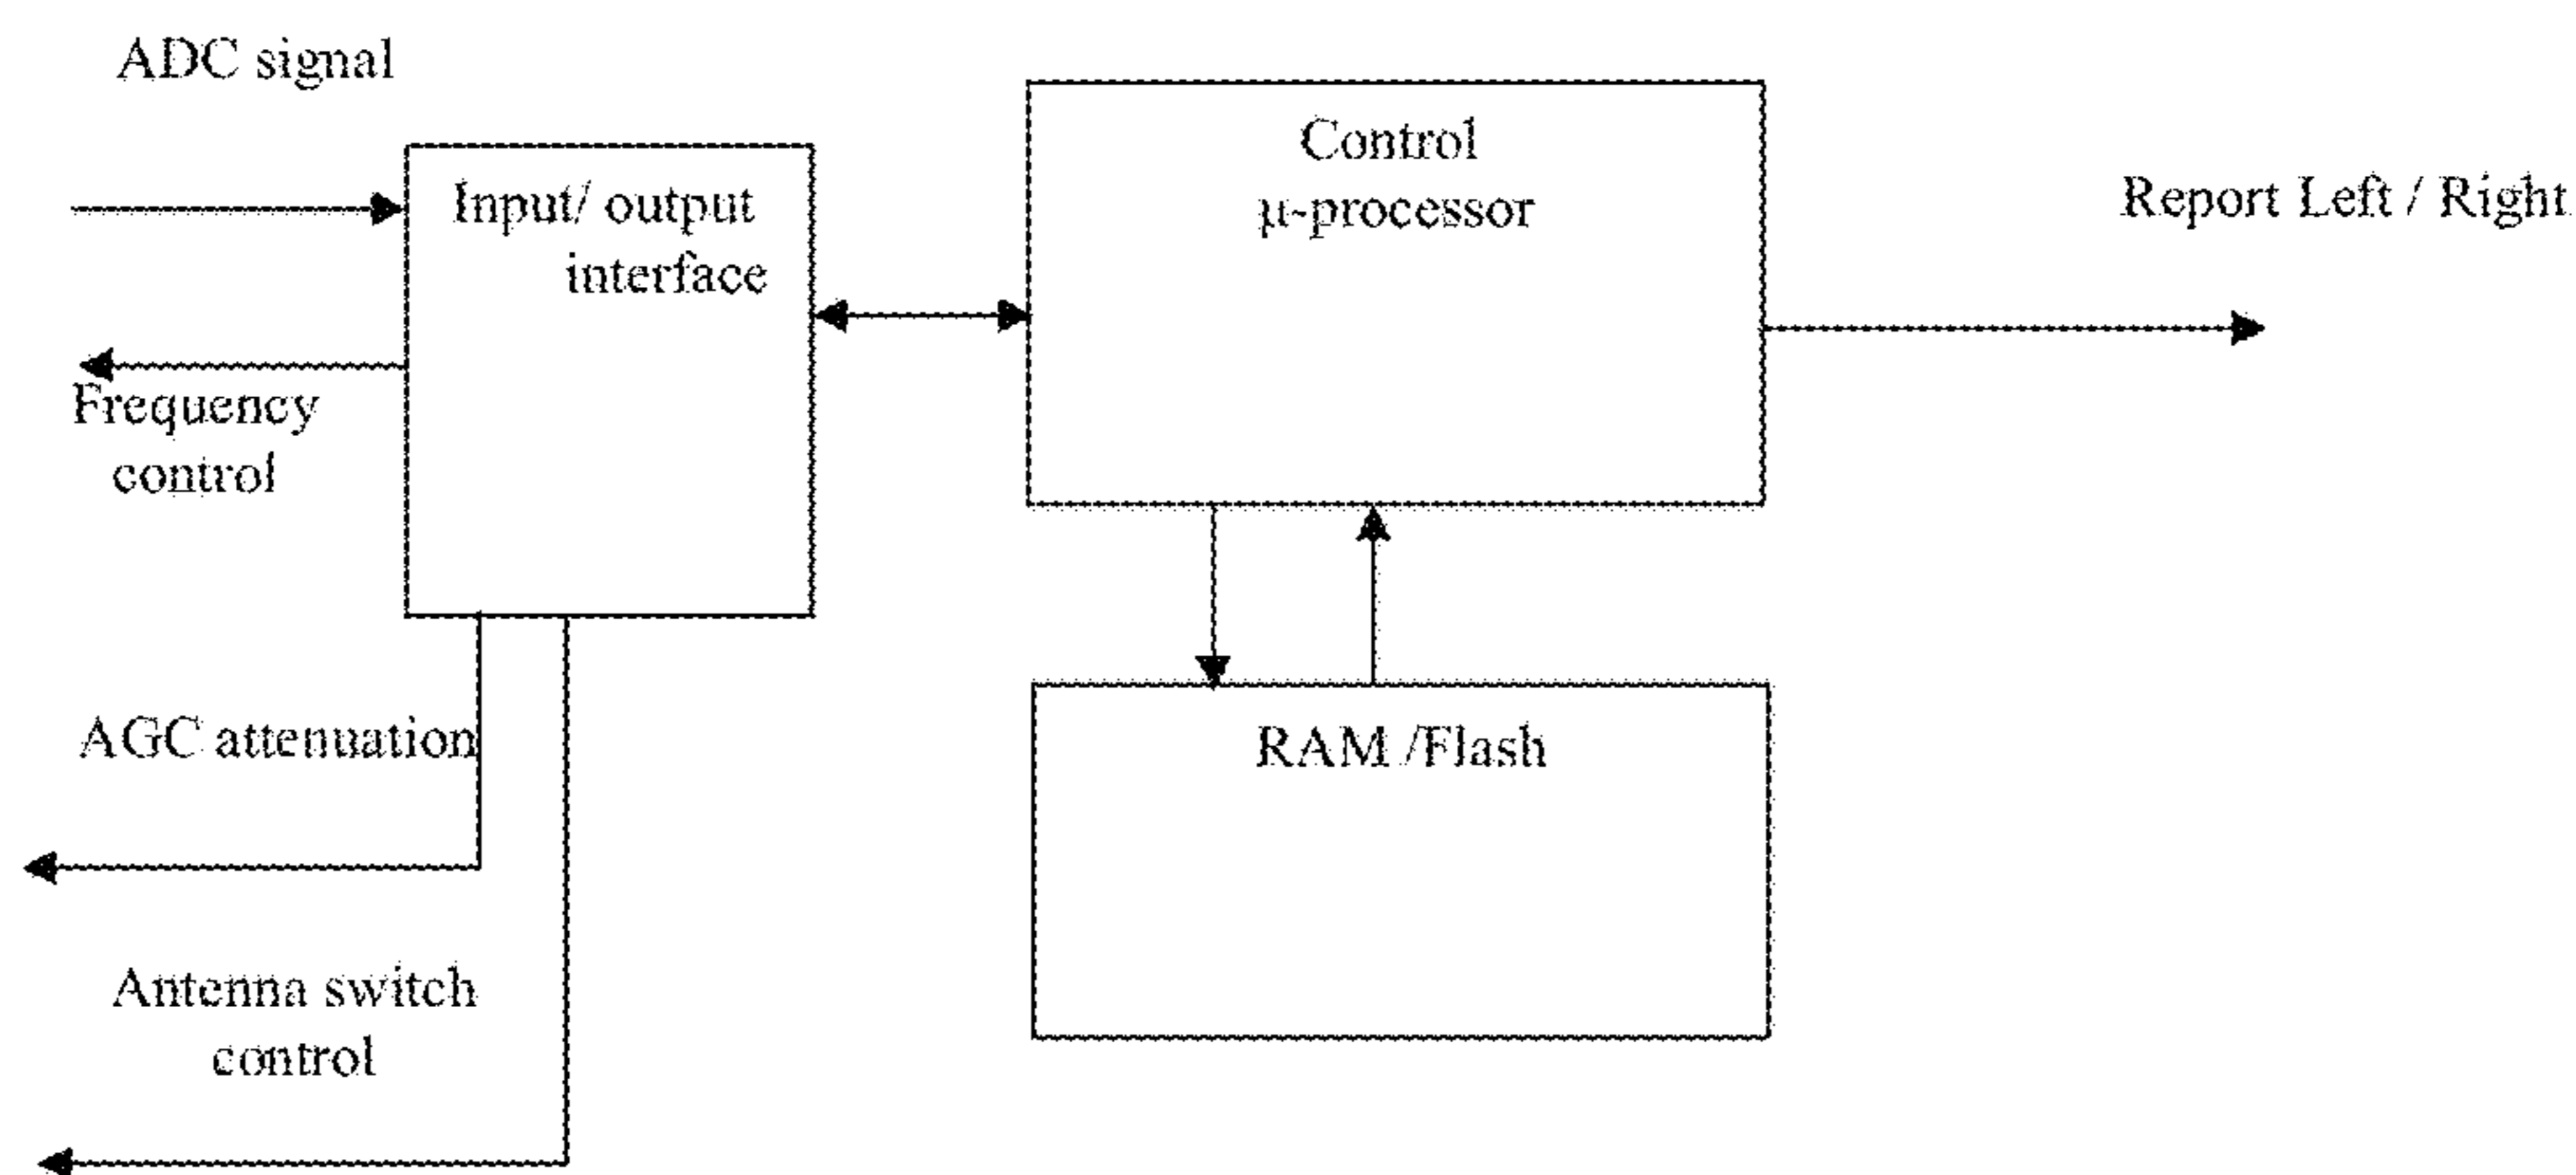 ADC signal
Input/ output
interface
Control
µ-processor
Report Left / Right
Frequency
control
AGC attenuation
RAM /Flash
Antenna switch
control